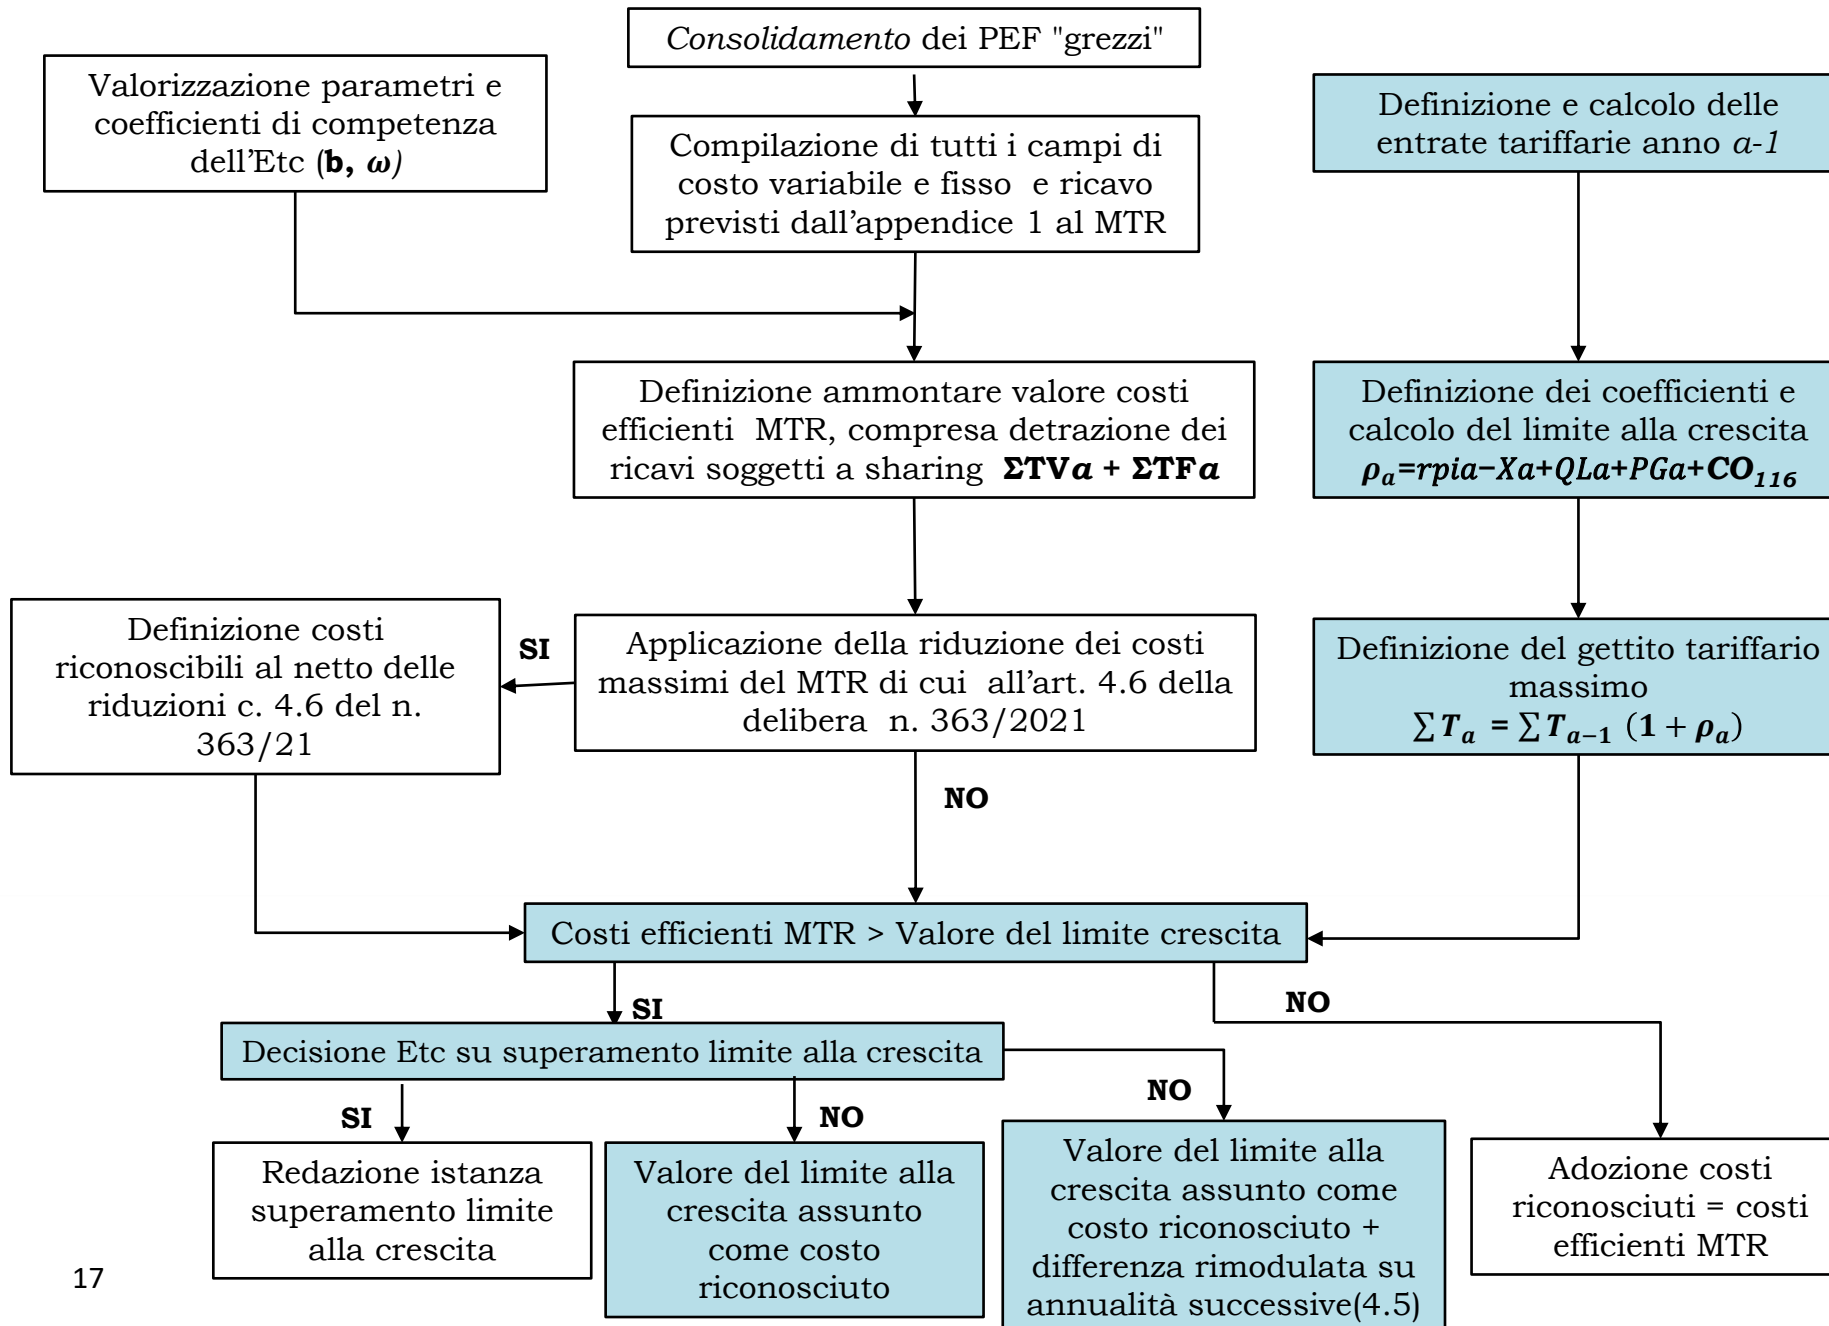 Consolidamento dei PEF "grezzi"
Valorizzazione parametri e
coefficienti di competenza
dell’Etc (b, ω)
Compilazione di tutti i campi di
costo variabile e fisso e ricavo
previsti dall’appendice 1 al MTR
Definizione e calcolo delle
entrate tariffarie anno a-1
Definizione ammontare valore costi
efficienti MTR, compresa detrazione dei
ricavi soggetti a sharing ΣTVa + ΣTFa
Definizione dei coefficienti e
calcolo del limite alla crescita
ρₐ=rpia−Xa+QLa+PGa+CO₁₁₆
Definizione costi
riconoscibili al netto delle
riduzioni c. 4.6 del n.
363/21
SI
Applicazione della riduzione dei costi
massimi del MTR di cui all’art. 4.6 della
delibera n. 363/2021
Definizione del gettito tariffario
massimo
∑ Tₐ = ∑ Tₐ₋₁ (1 + ρₐ)
NO
Costi efficienti MTR > Valore del limite crescita
SI
NO
Decisione Etc su superamento limite alla crescita
SI
NO
NO
Redazione istanza
superamento limite
alla crescita
Valore del limite alla
crescita assunto
come costo
riconosciuto
Valore del limite alla
crescita assunto come
costo riconosciuto +
differenza rimodulata su
annualità successive(4.5)
Adozione costi
riconosciuti = costi
efficienti MTR
17